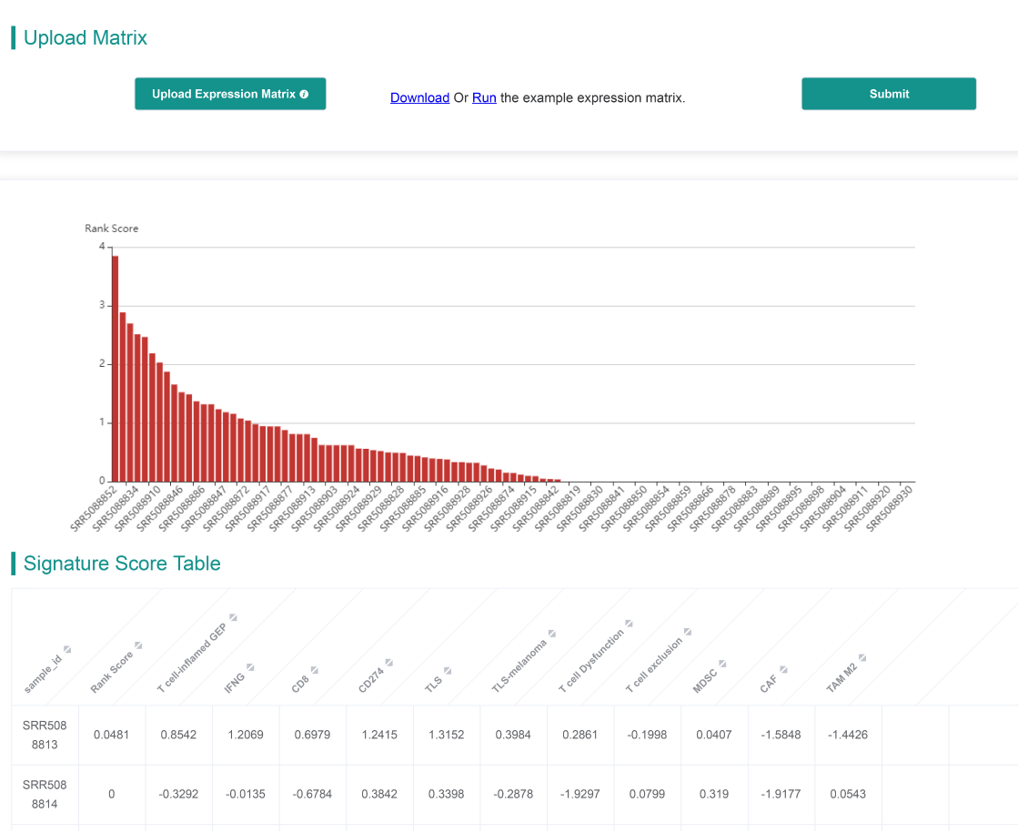 Upload Matrix
Upload Expression Matrix
Download Or Run the example expression matrix.
Submit
Rank Score
4
3
2
1
0
SRR5088852 SRR5088834 SRR5088910 SRR5088846 SRR5088886 SRR5088847 SRR5088872 SRR5088917 SRR5088877 SRR5088913 SRR5088903 SRR5088924 SRR5088929 SRR5088828 SRR5088885 SRR5088916 SRR5088928 SRR5088826 SRR5088874 SRR5088915 SRR5088842 SRR5088819 SRR5088830 SRR5088841 SRR5088850 SRR5088854 SRR5088859 SRR5088866 SRR5088878 SRR5088883 SRR5088889 SRR5088895 SRR5088898 SRR5088904 SRR5088911 SRR5088920 SRR5088930
Signature Score Table
sample_id Rank Score T cell-inflamed GEP IFNG CD8 CD274 TLS TLS-melanoma T cell Dysfunction T cell exclusion MDSC CAF TAM M2
SRR508
8813 0.0481 0.8542 1.2069 0.6979 1.2415 1.3152 0.3984 0.2861 -0.1998 0.0407 -1.5848 -1.4426
SRR508
8814 0 -0.3292 -0.0135 -0.6784 0.3842 0.3398 -0.2878 -1.9297 0.0799 0.319 -1.9177 0.0543